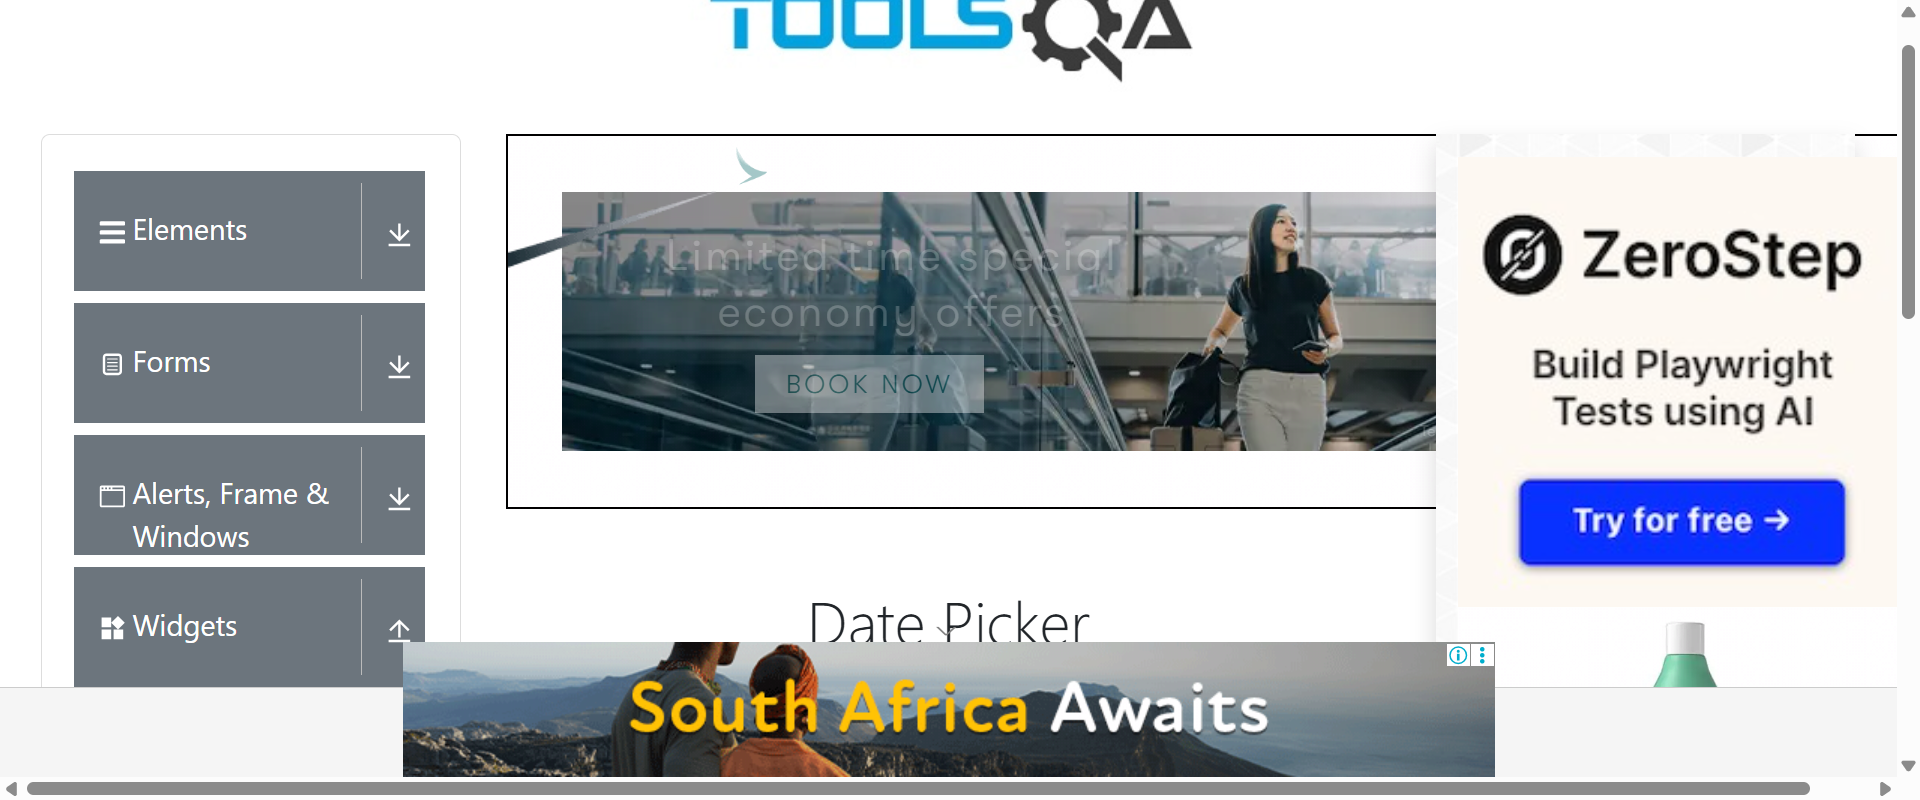 TOOLSQA
Elements
Forms
Alerts, Frame &
Windows
Widgets
Limited time special
economy offers
BOOK NOW
ZeroStep
Build Playwright
Tests using AI
Try for free →
Date Picker
South Africa Awaits